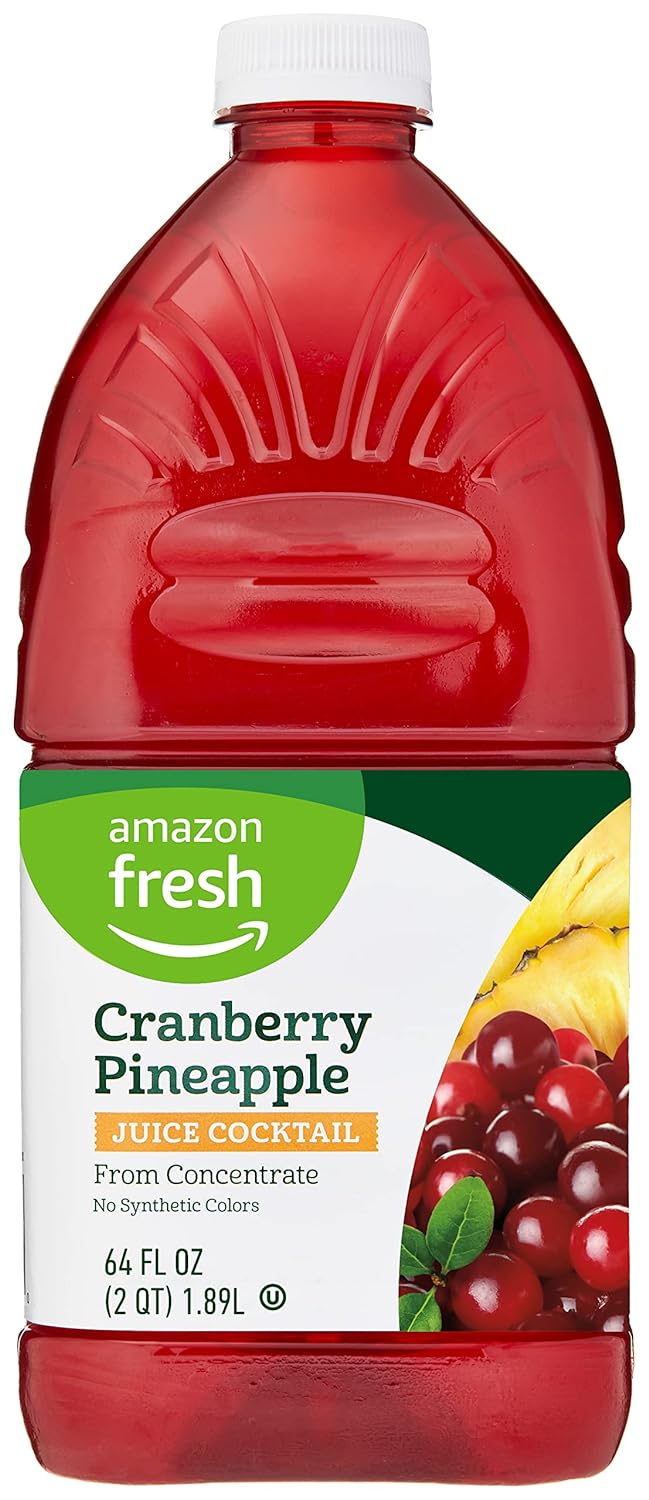 amazon
fresh
Cranberry
Pineapple
JUICE COCKTAIL
From Concentrate
No Synthetic Colors
64 FL OZ
(2 QT) 1.89L Ⓤ